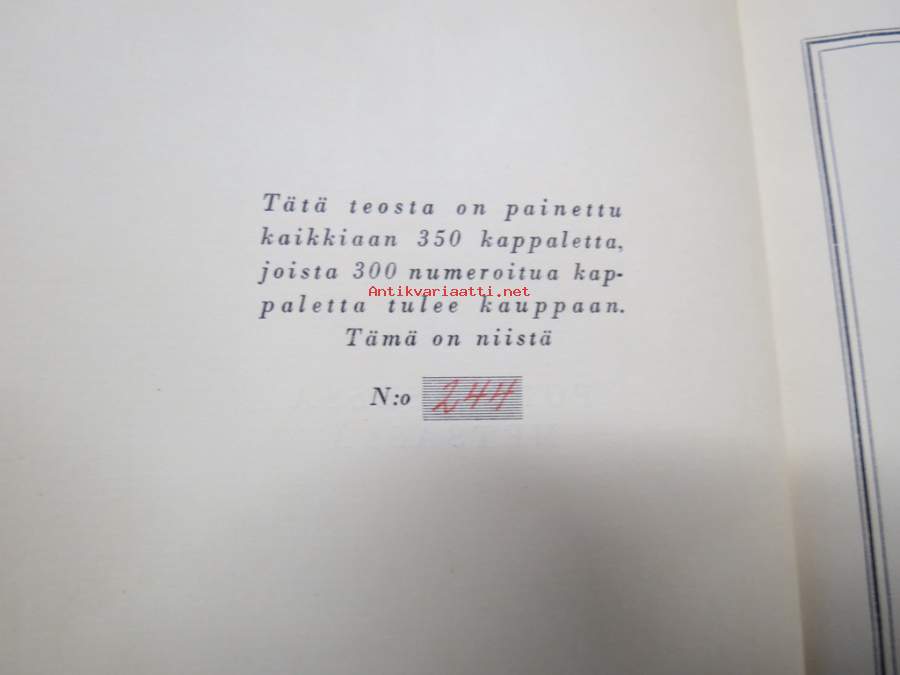 Tätä teosta on painettu
kaikkiaan 350 kappaletta,
joista 300 numeroitua kap-
Antikvariaatti.net
paletta tulee kauppaan.
Tämä on niistä
N:o 244